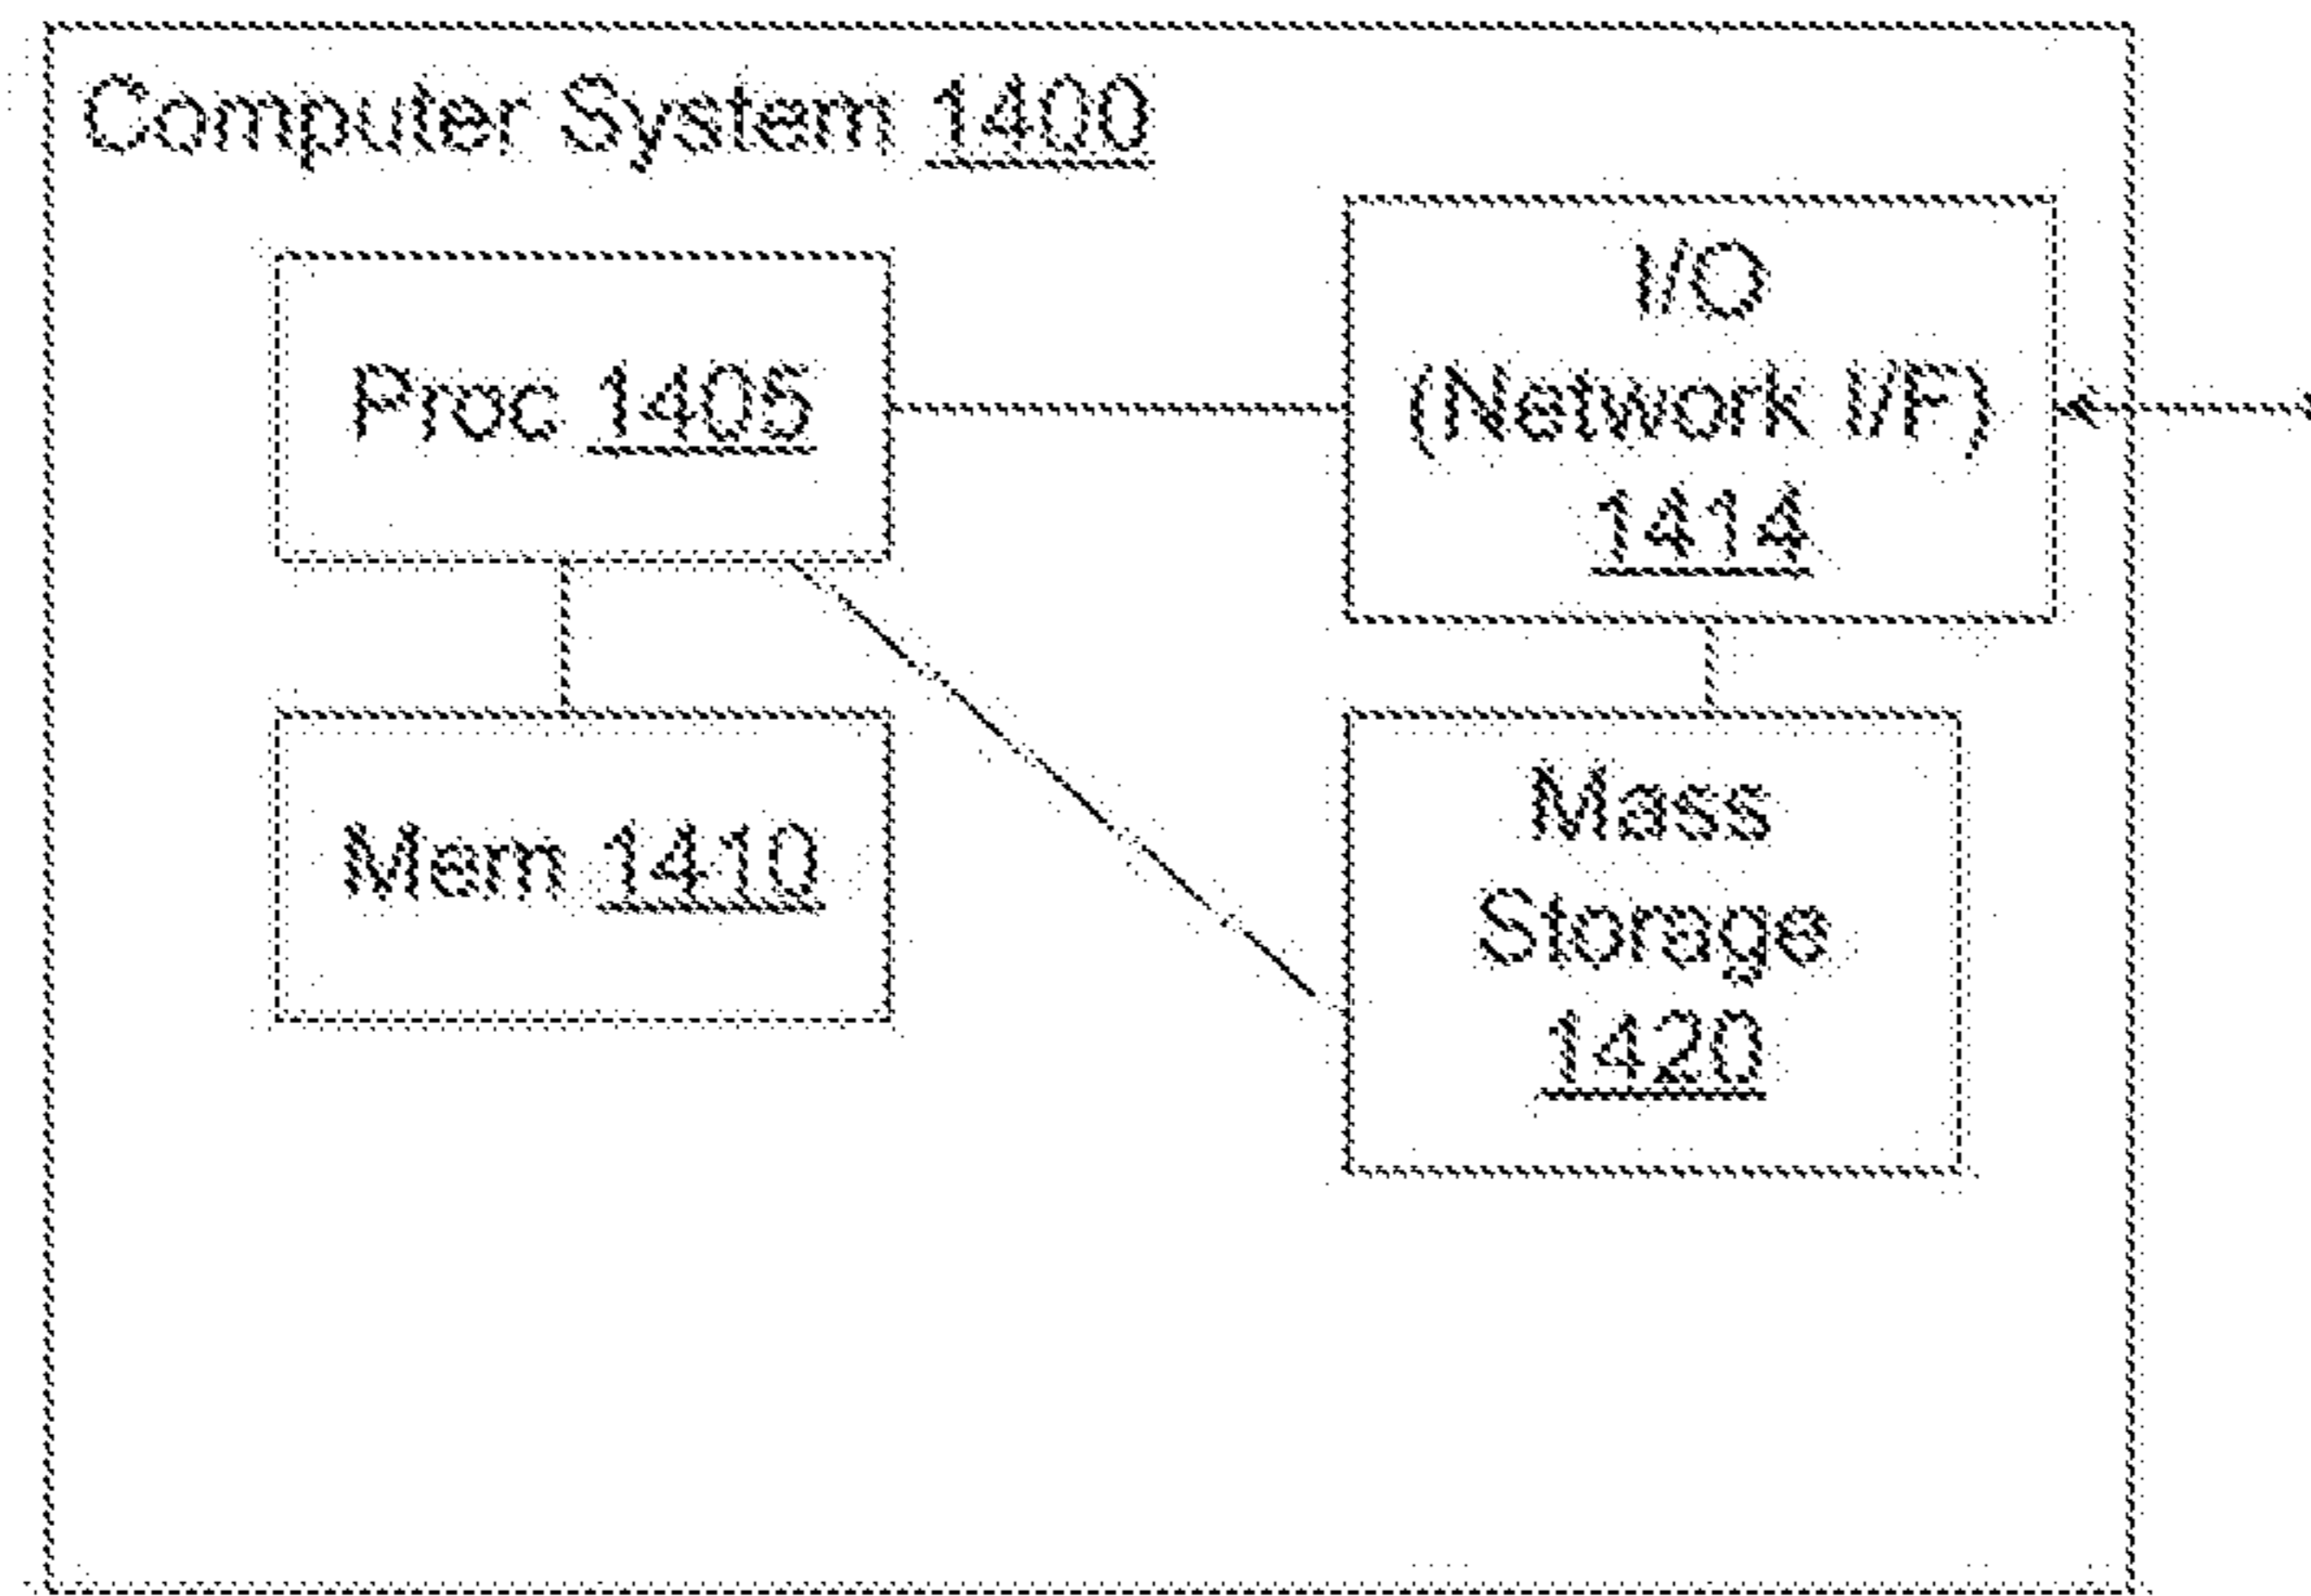 Computer System 1400
Proc 1405
I/O
(Network I/F)
1414
Mem 1410
Mass
Storage
1420